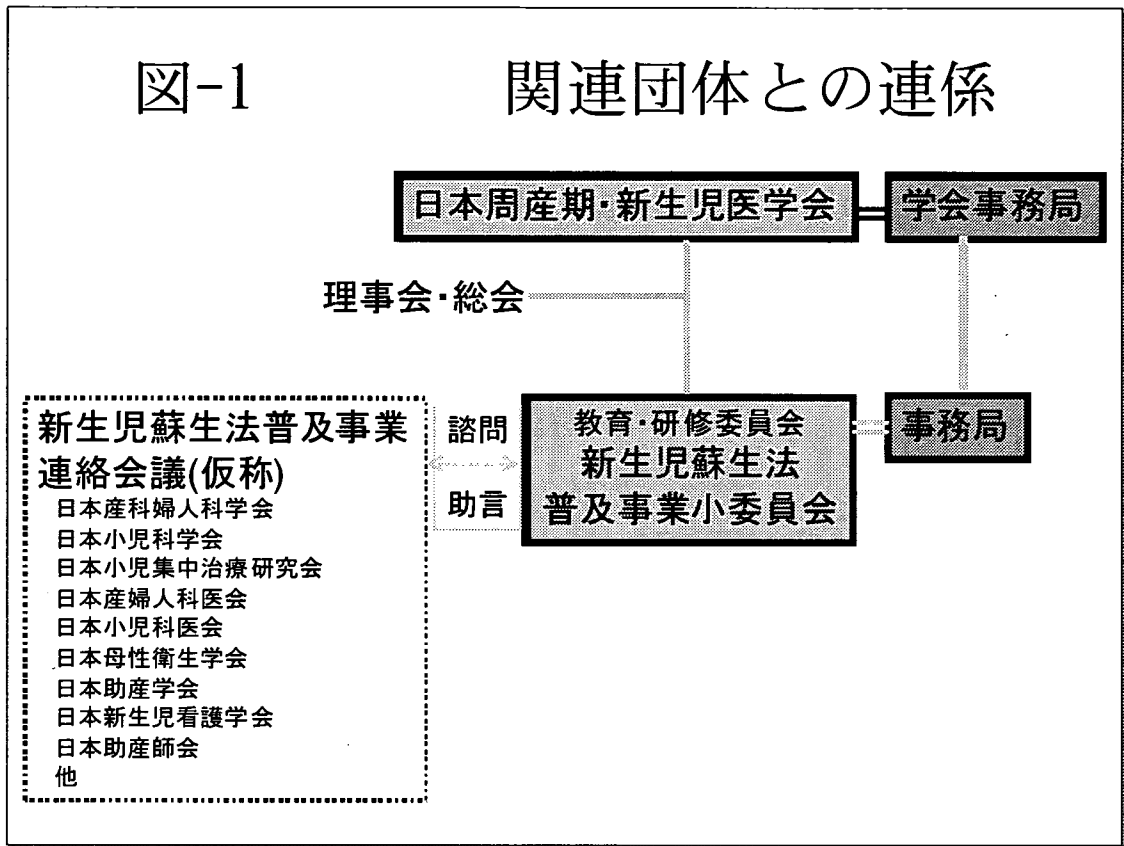 図-1 関連団体との連係
日本周産期・新生児医学会
学会事務局
理事会・総会
新生児蘇生法普及事業
連絡会議(仮称)
日本産科婦人科学会
日本小児科学会
日本小児集中治療研究会
日本産婦人科医会
日本小児科医会
日本母性衛生学会
日本助産学会
日本新生児看護学会
日本助産師会
他
諮問
助言
教育・研修委員会
新生児蘇生法
普及事業小委員会
事務局